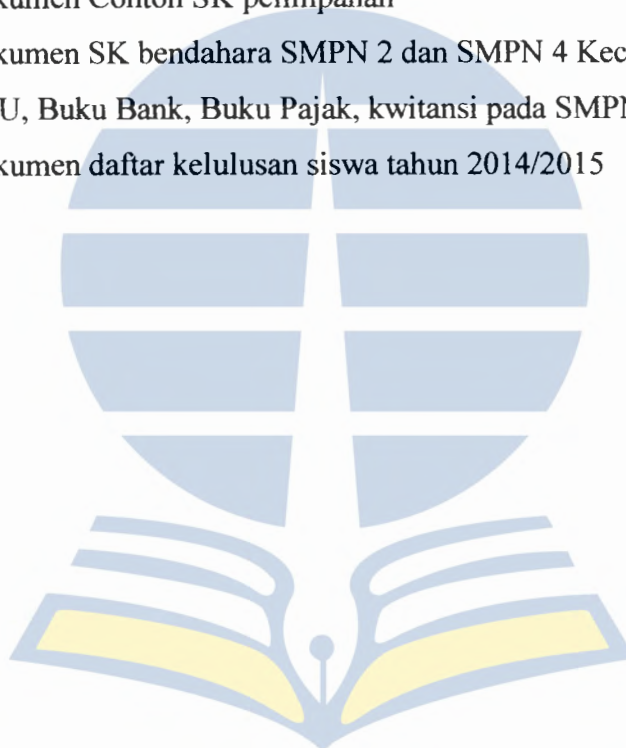 kumen Contoh SK pelimpahan
kumen SK bendahara SMPN 2 dan SMPN 4 Kec
U, Buku Bank, Buku Pajak, kwitansi pada SMPN
kumen daftar kelulusan siswa tahun 2014/2015